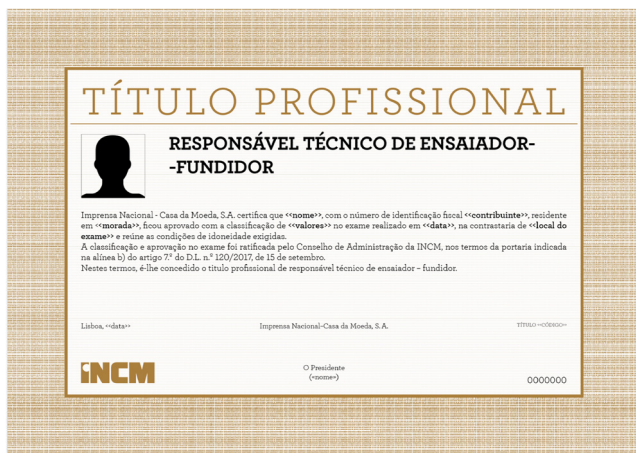 TÍTULO PROFISSIONAL
RESPONSÁVEL TÉCNICO DE ENSAIADOR-
-FUNDIDOR
Imprensa Nacional - Casa da Moeda, S.A. certifica que <<nome>>, com o número de identificação fiscal <<contribuinte>>, residente
em <<morada>>, ficou aprovado com a classificação de <<valores>> no exame realizado em <<data>>, na contrastaria de <<local do
exame>> e reúne as condições de idoneidade exigidas.
A classificação e aprovação no exame foi ratificada pelo Conselho de Administração da INCM, nos termos da portaria indicada
na alínea b) do artigo 7.º do D.L. n.º 120/2017, de 15 de setembro.
Nestes termos, é-lhe concedido o titulo profissional de responsável técnico de ensaiador – fundidor.
Lisboa, <<data>>
Imprensa Nacional-Casa da Moeda, S.A.
TÍTULO <<CÓDIGO>>
INCM
O Presidente
(<nome>)
0000000